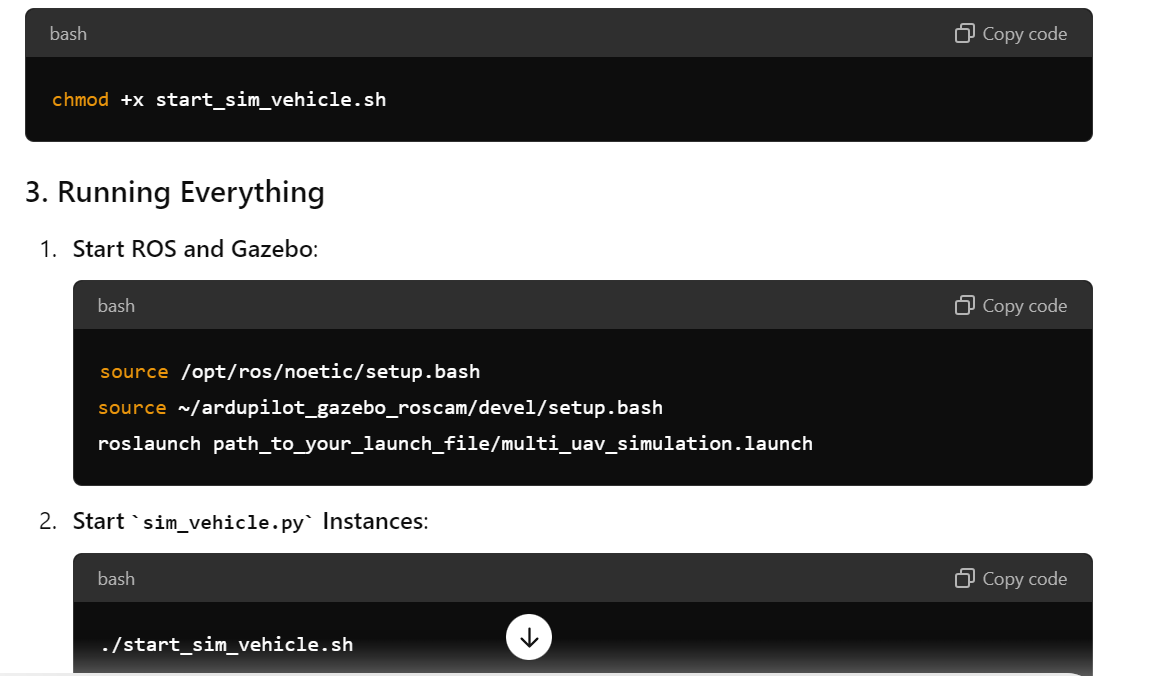 bash
Copy code
chmod +x start_sim_vehicle.sh
3. Running Everything
1. Start ROS and Gazebo:
bash
Copy code
source /opt/ros/noetic/setup.bash
source ~/ardupilot_gazebo_roscam/devel/setup.bash
roslaunch path_to_your_launch_file/multi_uav_simulation.launch
2. Start `sim_vehicle.py` Instances:
bash
Copy code
./start_sim_vehicle.sh